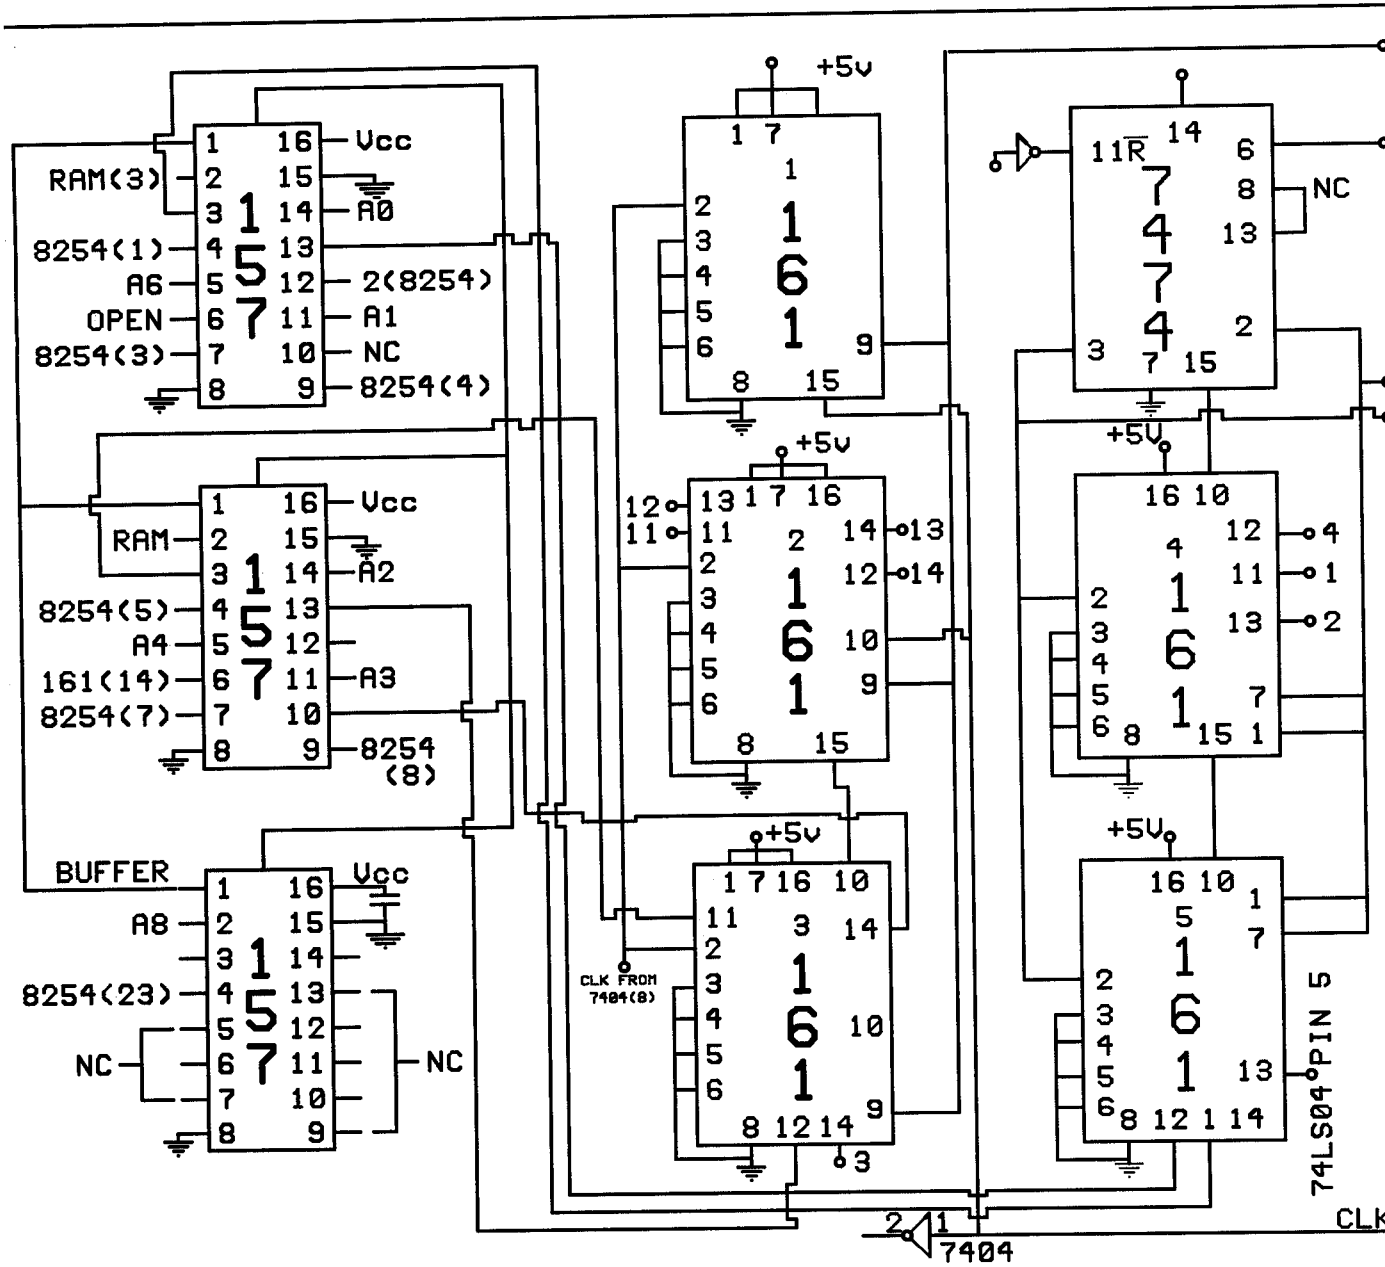 1 16 Vcc
RAM(3) 2 15
3 14 A0
8254(1) 4 13
A6 5 12 2(8254)
OPEN 6 11 A1
8254(3) 7 10 NC
8 9 8254(4)
157
1 16 Vcc
RAM 2 15
3 14 A2
8254(5) 4 13
A4 5 12
161(14) 6 11 A3
8254(7) 7 10
8 9 8254
(8)
157
BUFFER 1 16 Vcc
A8 2 15
3 14
8254(23) 4 13
5 12
NC 6 11 NC
7 10
8 9
157
+5v
1 7
1
2
3
4
5
6 9
8 15
161
+5v
1 7 16
12 13
11 11
2 14 13
2 12 14
3
4 10
5 9
6
8 15
161
+5v
1 7 16 10
11 3 14
2
CLK FROM
7404(8)
3
4 10
5
6 9
8 12 14
3
161
14
11R̅ 6
8 NC
13
2
3 7 15
7474
+5V
16 10
12 4
4 11 1
2 13 2
3
4
5 7
6 8 15 1
161
+5V
16 10
5 1
7
2
3
4
5 13
6 8 12 1 14
161
74LS04 PIN 5
2 1
7404
CLK